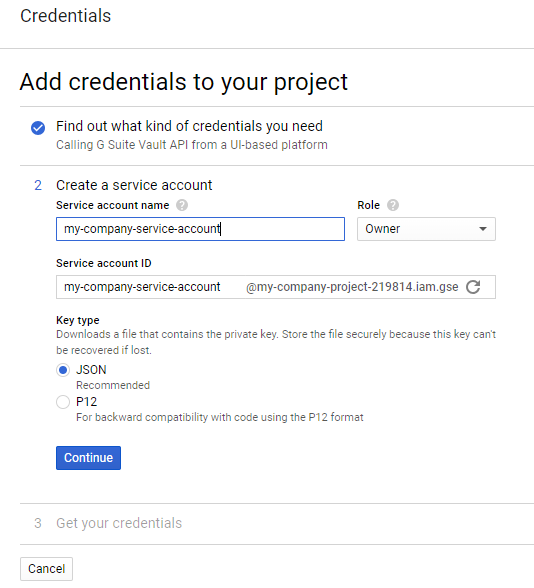 Credentials
Add credentials to your project
Find out what kind of credentials you need
Calling G Suite Vault API from a UI-based platform
2 Create a service account
Service account name ? Role ?
my-company-service-account Owner
Service account ID
my-company-service-account @my-company-project-219814.iam.gse
Key type
Downloads a file that contains the private key. Store the file securely because this key can't
be recovered if lost.
JSON
Recommended
P12
For backward compatibility with code using the P12 format
Continue
3 Get your credentials
Cancel